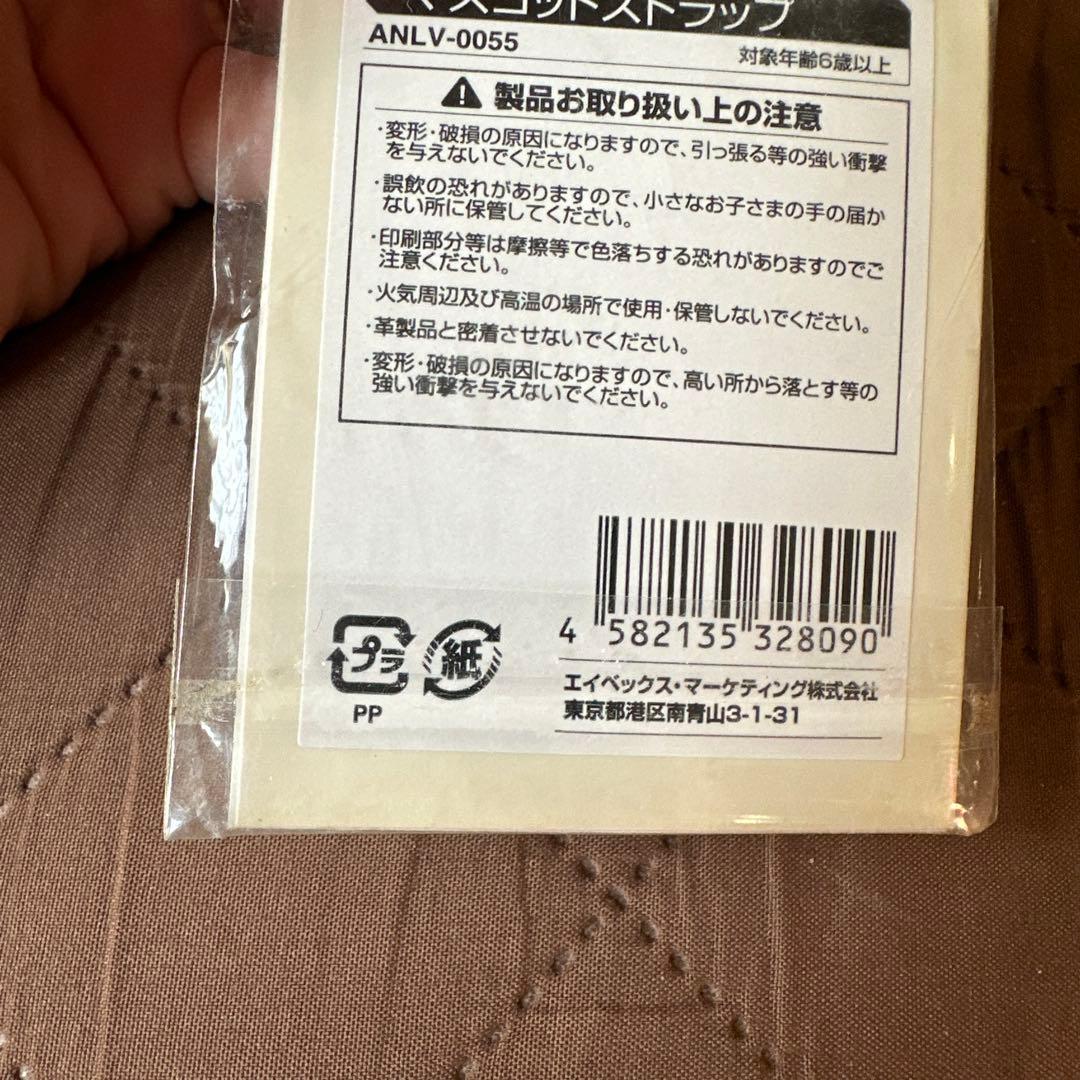 マスコットストラップ
ANLV-0055
対象年齢6歳以上
製品お取り扱い上の注意
・変形・破損の原因になりますので、引っ張る等の強い衝撃
を与えないでください。
・誤飲の恐れがありますので、小さなお子さまの手の届か
ない所に保管してください。
・印刷部分等は摩擦等で色落ちする恐れがありますのでご
注意ください。
・火気周辺及び高温の場所で使用・保管しないでください。
・革製品と密着させないでください。
・変形・破損の原因になりますので、高い所から落とす等の
強い衝撃を与えないでください。
プラ
紙
PP
4 582135 328090
エイベックス・マーケティング株式会社
東京都港区南青山3-1-31